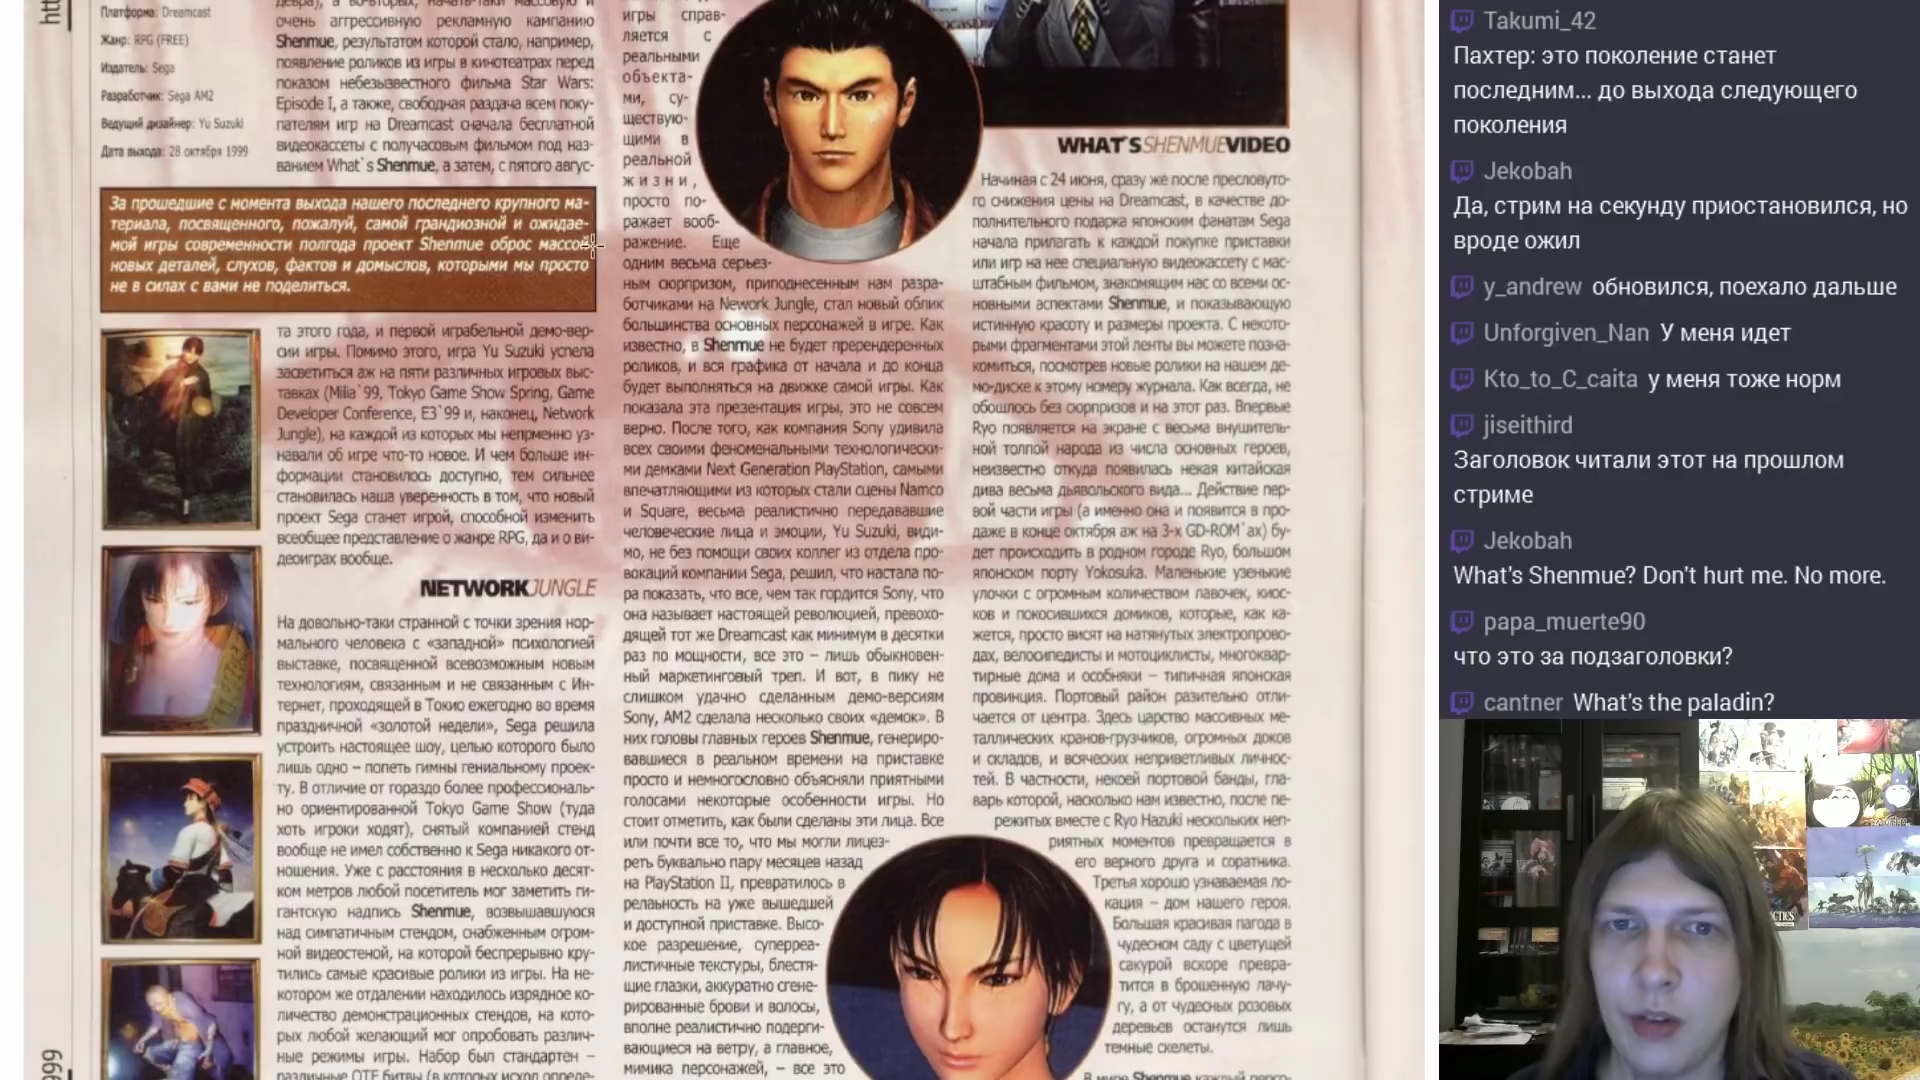 Платформа: Dreamcast
Жанр: RPG (FREE)
Издатель: Sega
Разработчик: Sega AM2
Ведущий дизайнер: Yu Suzuki
Дата выхода: 28 октября 1999
очень аггрессивную рекламную кампанию
Shenmue, результатом которой стало, например,
появление роликов из игры в кинотеатрах перед
показом небезызвестного фильма Star Wars:
Episode I, а также, свободная раздача всем поку-
пателям игр на Dreamcast сначала бесплатной
видеокассеты с получасовым фильмом под наз-
ванием What`s Shenmue, а затем, с пятого авгус-
За прошедшие с момента выхода нашего последнего крупного ма-
териала, посвященного, пожалуй, самой грандиозной и ожидае-
мой игры современности полгода проект Shenmue оброс массой
новых деталей, слухов, фактов и домыслов, которыми мы просто
не в силах с вами не поделиться.
та этого года, и первой играбельной демо-вер-
сии игры. Помимо этого, игра Yu Suzuki успела
засветиться аж на пяти различных игровых выс-
тавках (Milia`99, Tokyo Game Show Spring, Game
Developer Conference, E3`99 и, наконец, Network
Jungle), на каждой из которых мы непрменно уз-
навали об игре что-то новое. И чем больше ин-
формации становилось доступно, тем сильнее
становилась наша уверенность в том, что новый
проект Sega станет игрой, способной изменить
всеобщее представление о жанре RPG, да и о ви-
деоиграх вообще.
NETWORKJUNGLE
На довольно-таки странной с точки зрения нор-
мального человека с «западной» психологией
выставке, посвященной всевозможным новым
технологиям, связанным и не связанным с Ин-
тернет, проходящей в Токио ежегодно во время
праздничной «золотой недели», Sega решила
устроить настоящее шоу, целью которого было
лишь одно – попеть гимны гениальному проек-
ту. В отличие от гораздо более профессиональ-
но ориентированной Tokyo Game Show (туда
хоть игроки ходят), снятый компанией стенд
вообще не имел собственно к Sega никакого от-
ношения. Уже с расстояния в несколько десят-
ком метров любой посетитель мог заметить ги-
гантскую надпись Shenmue, возвышавшуюся
над симпатичным стендом, снабженным огром-
ной видеостеной, на которой беспрерывно кру-
тились самые красивые ролики из игры. На не-
котором же отдалении находилось изрядное ко-
личество демонстрационных стендов, на кото-
рых любой желающий мог опробовать различ-
ные режимы игры. Набор был стандартен –
различные QTE битвы (в которых исход опреде-
игры справ-
ляется с
реальными
объекта-
ми, су-
ществую-
щими в
реальной
жизни,
просто по-
ражает вооб-
ражение. Еще
одним весьма серьез-
ным сюрпризом, приподнесенным нам разра-
ботчиками на Nework Jungle, стал новый облик
большинства основных персонажей в игре. Как
известно, в Shenmue не будет пререндеренных
роликов, и вся графика от начала и до конца
будет выполняться на движке самой игры. Как
показала эта презентация игры, это не совсем
верно. После того, как компания Sony удивила
всех своими феноменальными технологически-
ми демками Next Generation PlayStation, самыми
впечатляющими из которых стали сцены Namco
и Square, весьма реалистично передававшие
человеческие лица и эмоции, Yu Suzuki, види-
мо, не без помощи своих коллег из отдела про-
вокаций компании Sega, решил, что настала по-
ра показать, что все, чем так гордится Sony, что
она называет настоящей революцией, превохо-
дящей тот же Dreamcast как минимум в десятки
раз по мощности, все это – лишь обыкновен-
ный маркетинговый треп. И вот, в пику не
слишком удачно сделанным демо-версиям
Sony, AM2 сделала несколько своих «демок». В
них головы главных героев Shenmue, генериро-
вавшиеся в реальном времени на приставке
просто и немногословно объясняли приятными
голосами некоторые особенности игры. Но
стоит отметить, как были сделаны эти лица. Все
или почти все то, что мы могли лицез-
реть буквально пару месяцев назад
на PlayStation II, превратилось в
реальность на уже вышедшей
и доступной приставке. Высо-
кое разрешение, суперреа-
листичные текстуры, блестя-
щие глазки, аккуратно сгене-
рированные брови и волосы,
вполне реалистично подерги-
вающиеся на ветру, а главное,
мимика персонажей, – все это
WHAT`SSHENMUEVIDEO
Начиная с 24 июня, сразу же после пресловуто-
го снижения цены на Dreamcast, в качестве до-
полнительного подарка японским фанатам Sega
начала прилагать к каждой покупке приставки
или игр на нее специальную видеокассету с мас-
штабным фильмом, знакомящим нас со всеми ос-
новными аспектами Shenmue, и показывающую
истинную красоту и размеры проекта. С некото-
рыми фрагментами этой ленты вы можете позна-
комиться, посмотрев новые ролики на нашем де-
мо-диске к этому номеру журнала. Как всегда, не
обошлось без сюрпризов и на этот раз. Впервые
Ryo появляется на экране с весьма внушитель-
ной толпой народа из числа основных героев,
неизвестно откуда появилась некая китайская
дива весьма дьявольского вида... Действие пер-
вой части игры (а именно она и появится в про-
даже в конце октября аж на 3-х GD-ROM`ах) бу-
дет происходить в родном городе Ryo, большом
японском порту Yokosuka. Маленькие узенькие
улочки с огромным количеством лавочек, киос-
ков и покосившихся домиков, которые, как ка-
жется, просто висят на натянутых электропрово-
дах, велосипедисты и мотоциклисты, многоквар-
тирные дома и особняки – типичная японская
провинция. Портовый район разительно отли-
чается от центра. Здесь царство массивных ме-
таллических кранов-грузчиков, огромных доков
и складов, и всяческих неприветливых личнос-
тей. В частности, некоей портовой банды, гла-
варь которой, насколько нам известно, после пе-
режитых вместе с Ryo Hazuki нескольких неп-
риятных моментов превращается в
его верного друга и соратника.
Третья хорошо узнаваемая ло-
кация – дом нашего героя.
Большая красивая пагода в
чудесном саду с цветущей
сакурой вскоре превра-
тится в брошенную лачу-
гу, а от чудесных розовых
деревьев останутся лишь
темные скелеты.
В мире Shenmue каждый персо-
Takumi_42
Пахтер: это поколение станет
последним... до выхода следующего
поколения
Jekobah
Да, стрим на секунду приостановился, но
вроде ожил
y_andrew обновился, поехало дальше
Unforgiven_Nan У меня идет
Kto_to_C_caita у меня тоже норм
jiseithird
Заголовок читали этот на прошлом
стриме
Jekobah
What's Shenmue? Don't hurt me. No more.
papa_muerte90
что это за подзаголовки?
cantner What's the paladin?